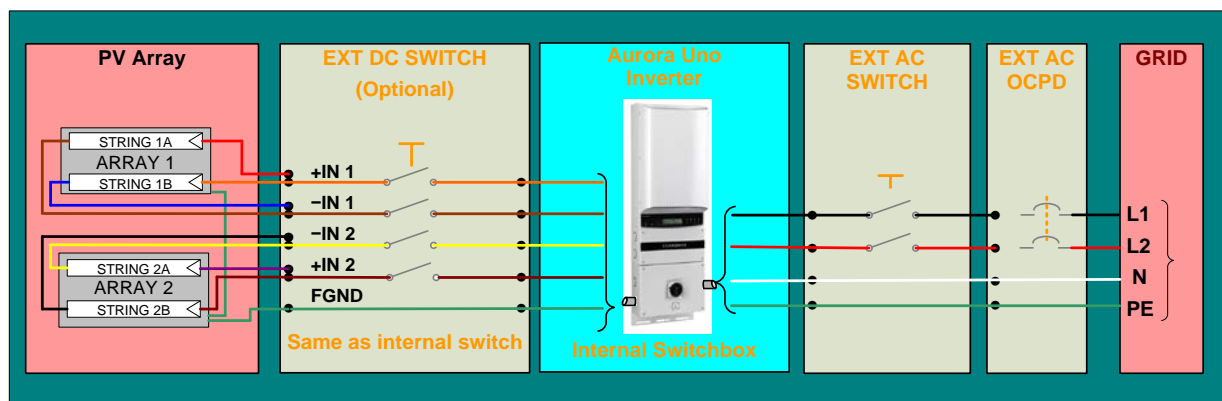 PV Array
STRING 1A
ARRAY 1
STRING 1B
STRING 2A
ARRAY 2
STRING 2B
EXT DC SWITCH
(Optional)
+IN 1
−IN 1
−IN 2
+IN 2
FGND
Same as internal switch
Aurora Uno
Inverter
Internal Switchbox
EXT AC
SWITCH
EXT AC
OCPD
GRID
L1
L2
N
PE